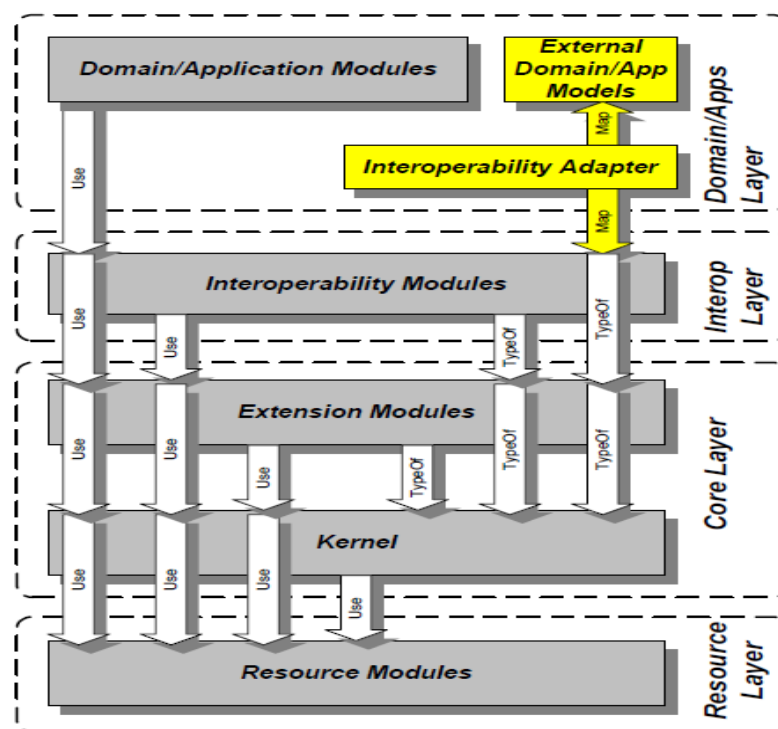 Domain/Application Modules
External
Domain/App
Models
Map
Interoperability Adapter
Domain/Apps
Layer
Use
Map
Interoperability Modules
Interop
Layer
Use
Use
TypeOf
TypeOf
Extension Modules
Core Layer
Use
Use
Use
TypeOf
TypeOf
TypeOf
Kernel
Use
Use
Use
Use
Resource Modules
Resource
Layer